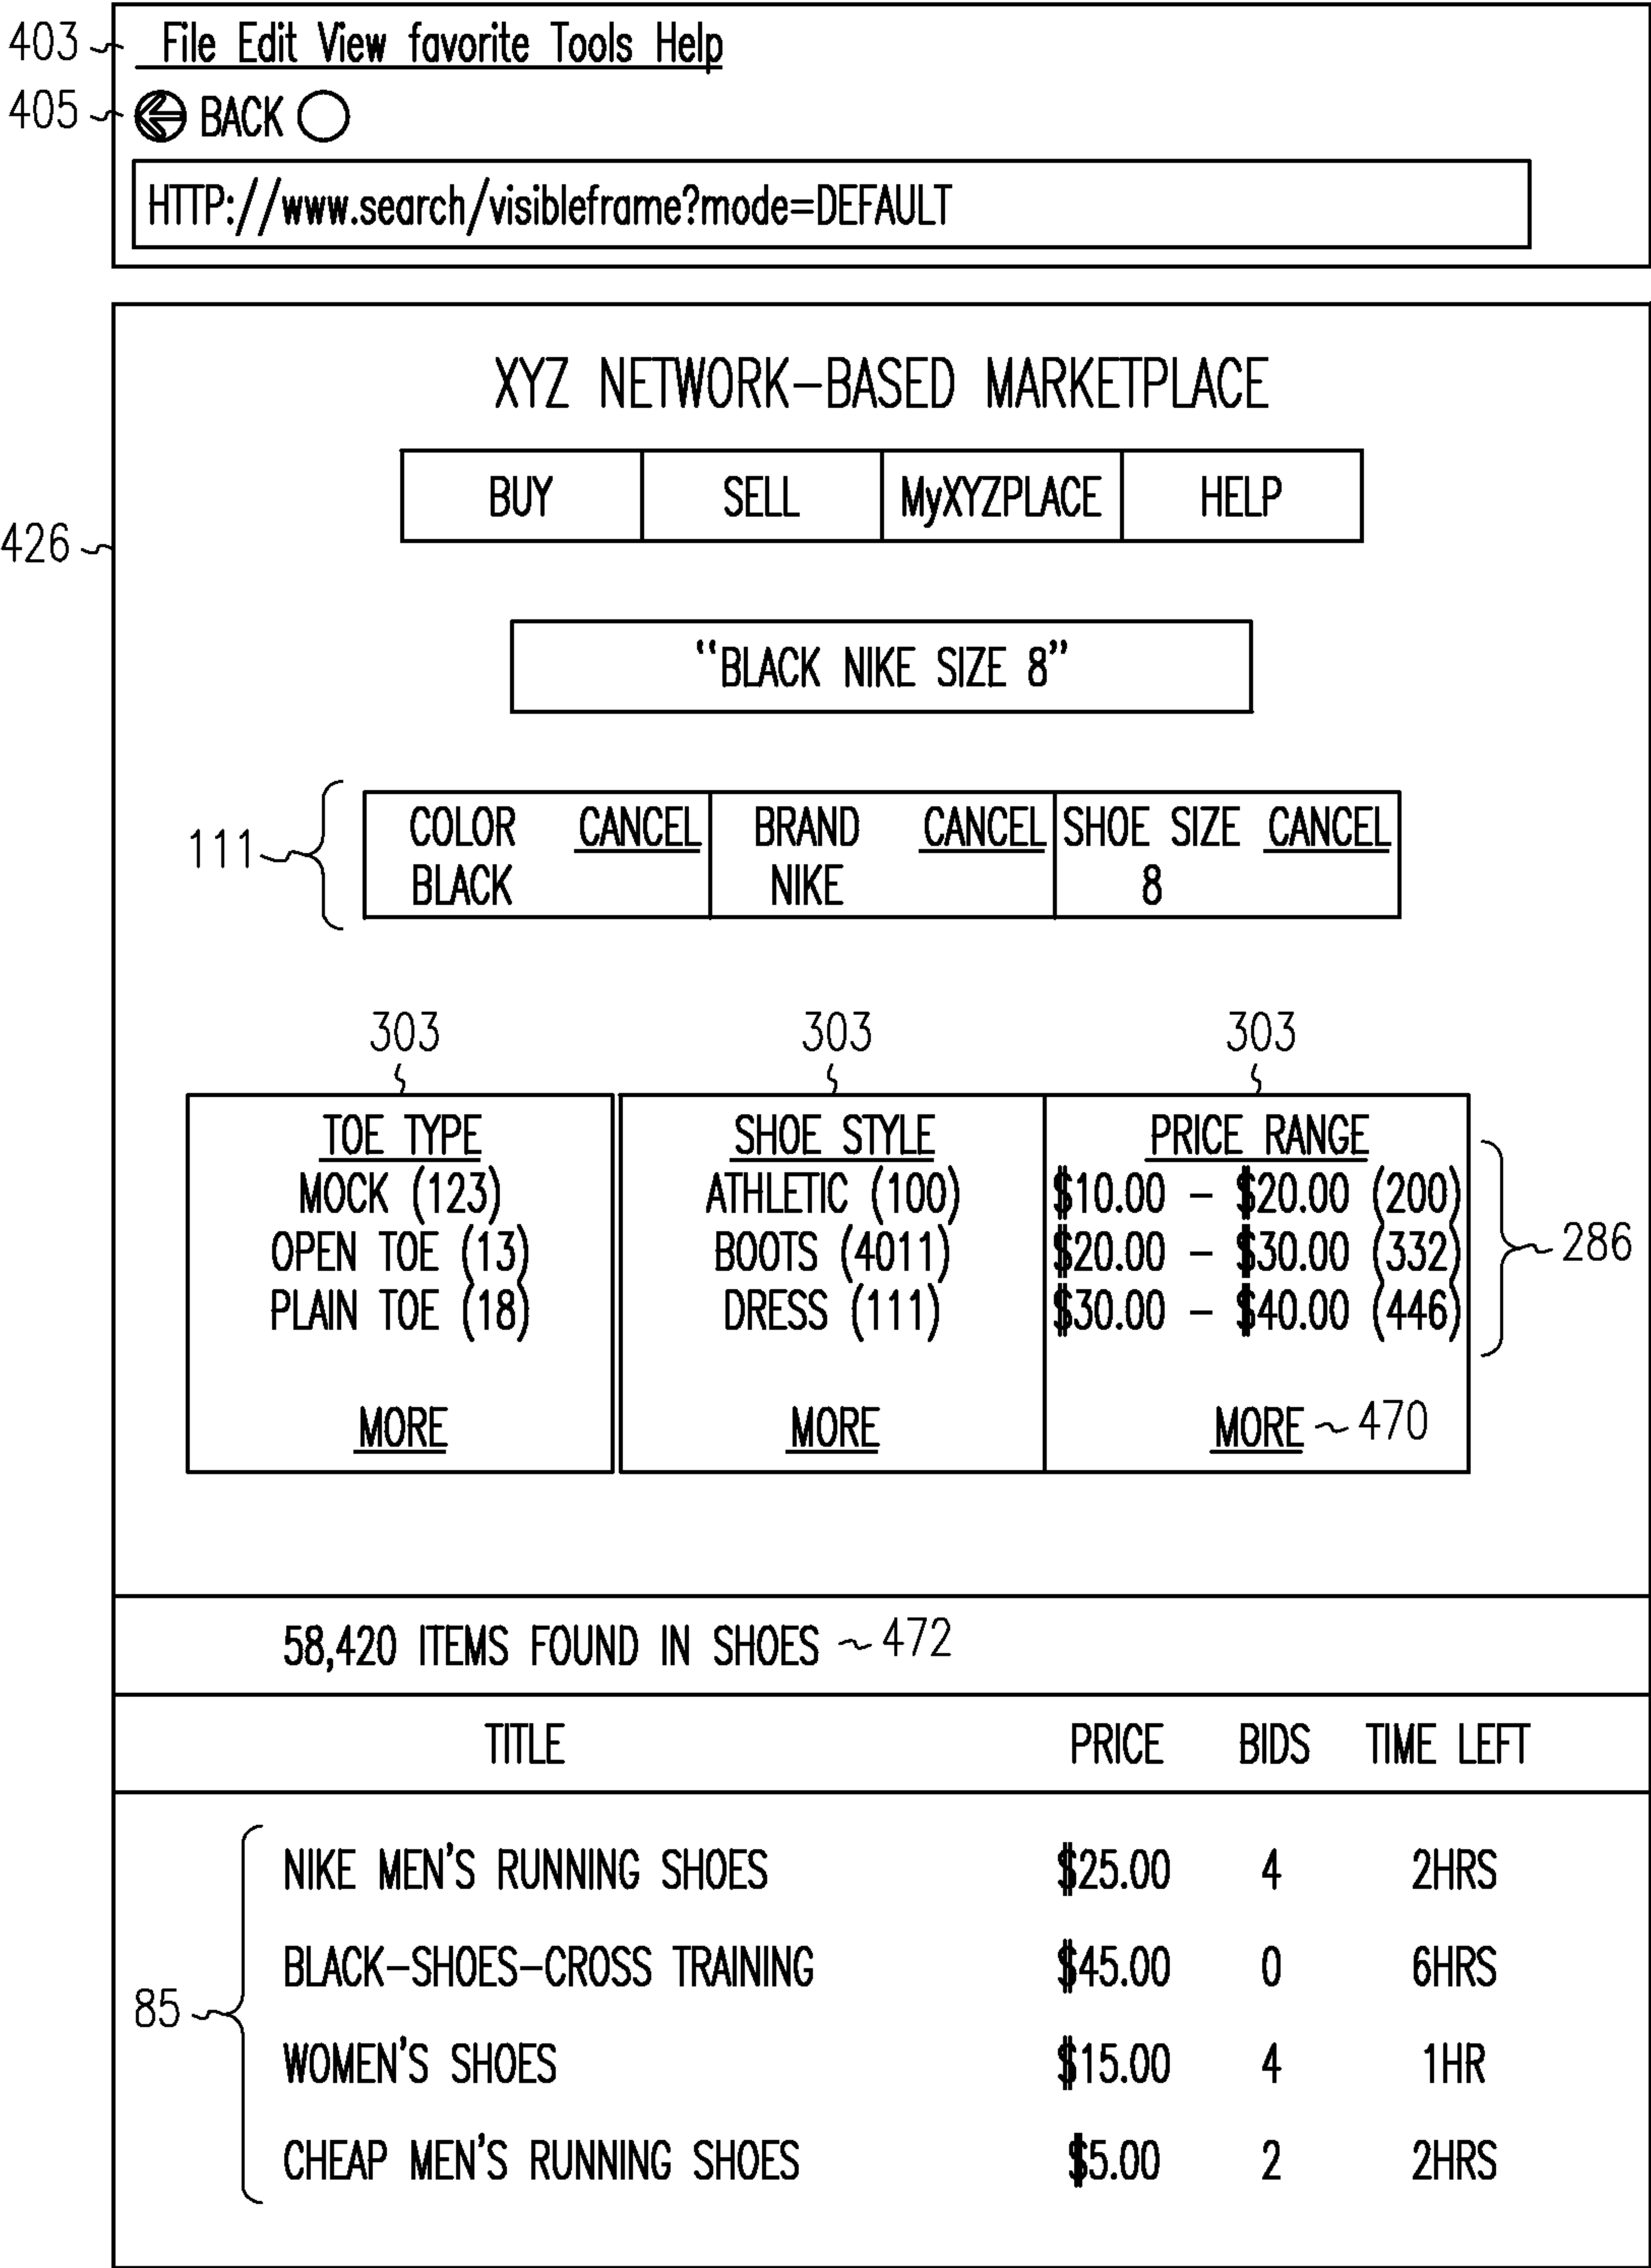 403 File Edit View favorite Tools Help
405 BACK
HTTP://www.search/visibleframe?mode=DEFAULT
XYZ NETWORK-BASED MARKETPLACE
BUY SELL MyXYZPLACE HELP
426
“BLACK NIKE SIZE 8”
COLOR CANCEL BRAND CANCEL SHOE SIZE CANCEL
111
BLACK NIKE 8
303 303 303
TOE TYPE SHOE STYLE PRICE RANGE
MOCK (123) ATHLETIC (100) $10.00 - $20.00 (200)
OPEN TOE (13) BOOTS (4011) $20.00 - $30.00 (332) 286
PLAIN TOE (18) DRESS (111) $30.00 - $40.00 (446)
MORE MORE MORE 470
58,420 ITEMS FOUND IN SHOES 472
TITLE PRICE BIDS TIME LEFT
NIKE MEN'S RUNNING SHOES $25.00 4 2HRS
BLACK-SHOES-CROSS TRAINING $45.00 0 6HRS
85
WOMEN'S SHOES $15.00 4 1HR
CHEAP MEN'S RUNNING SHOES $5.00 2 2HRS